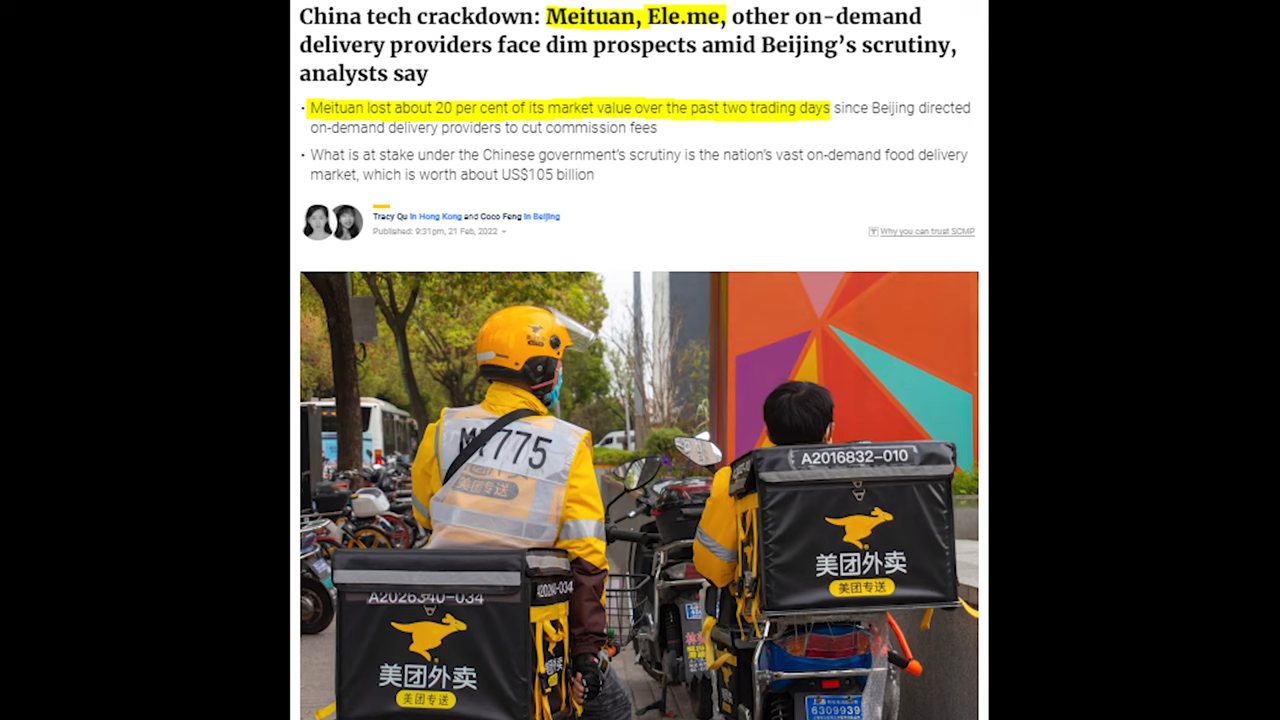 China tech crackdown: Meituan, Ele.me, other on-demand
delivery providers face dim prospects amid Beijing’s scrutiny,
analysts say
· Meituan lost about 20 per cent of its market value over the past two trading days since Beijing directed
on-demand delivery providers to cut commission fees
· What is at stake under the Chinese government’s scrutiny is the nation’s vast on-demand food delivery
market, which is worth about US$105 billion
Tracy Qu in Hong Kong and Coco Feng in Beijing
Published: 9:31pm, 21 Feb, 2022
Why you can trust SCMP
775
美团专送
A2016832-010
美团外卖
美团专送
A2026340-034
美团外卖
美团专送
6309939